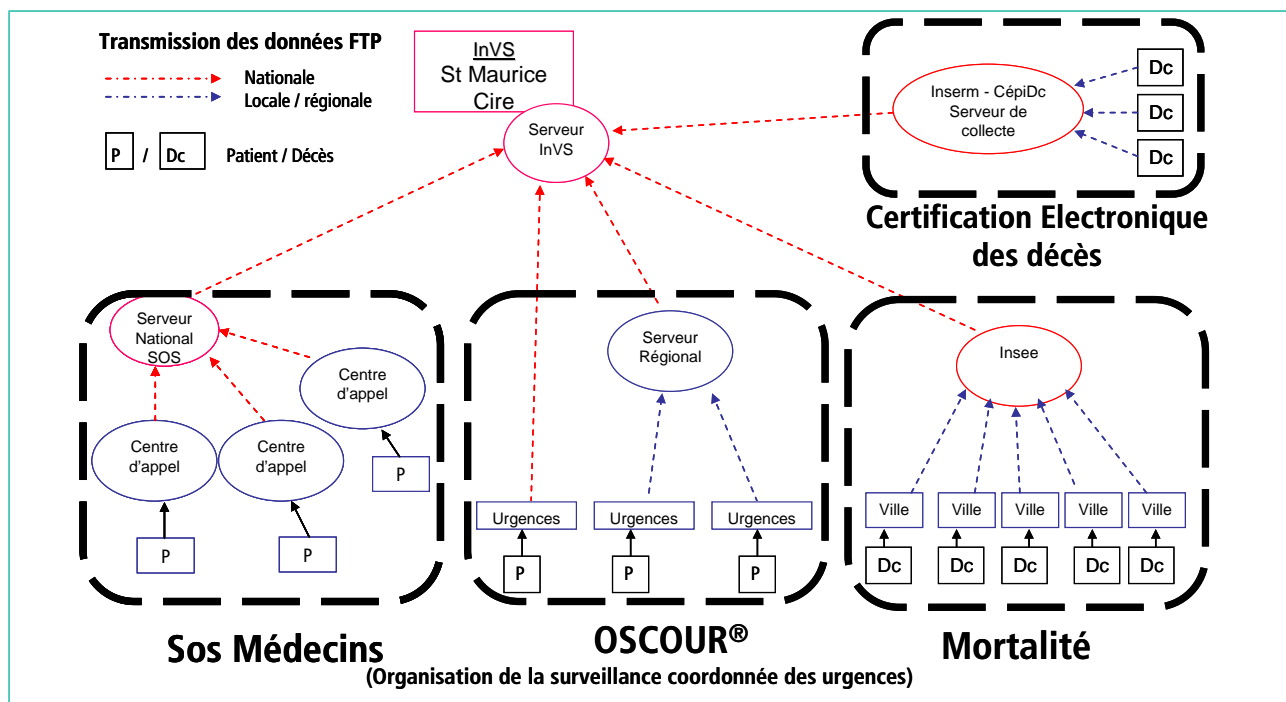 Transmission des données FTP
Nationale
Locale / régionale
P / Dc Patient / Décès
InVS
St Maurice
Cire
Serveur
InVS
Inserm - CépiDc
Serveur de
collecte
Dc
Dc
Dc
Certification Electronique
des décès
Serveur
National
SOS
Centre
d'appel
Centre
d'appel
Centre
d'appel
P
P
P
Sos Médecins
Serveur
Régional
Urgences
Urgences
Urgences
P
P
P
OSCOUR®
(Organisation de la surveillance coordonnée des urgences)
Insee
Ville
Ville
Ville
Ville
Ville
Dc
Dc
Dc
Dc
Dc
Mortalité